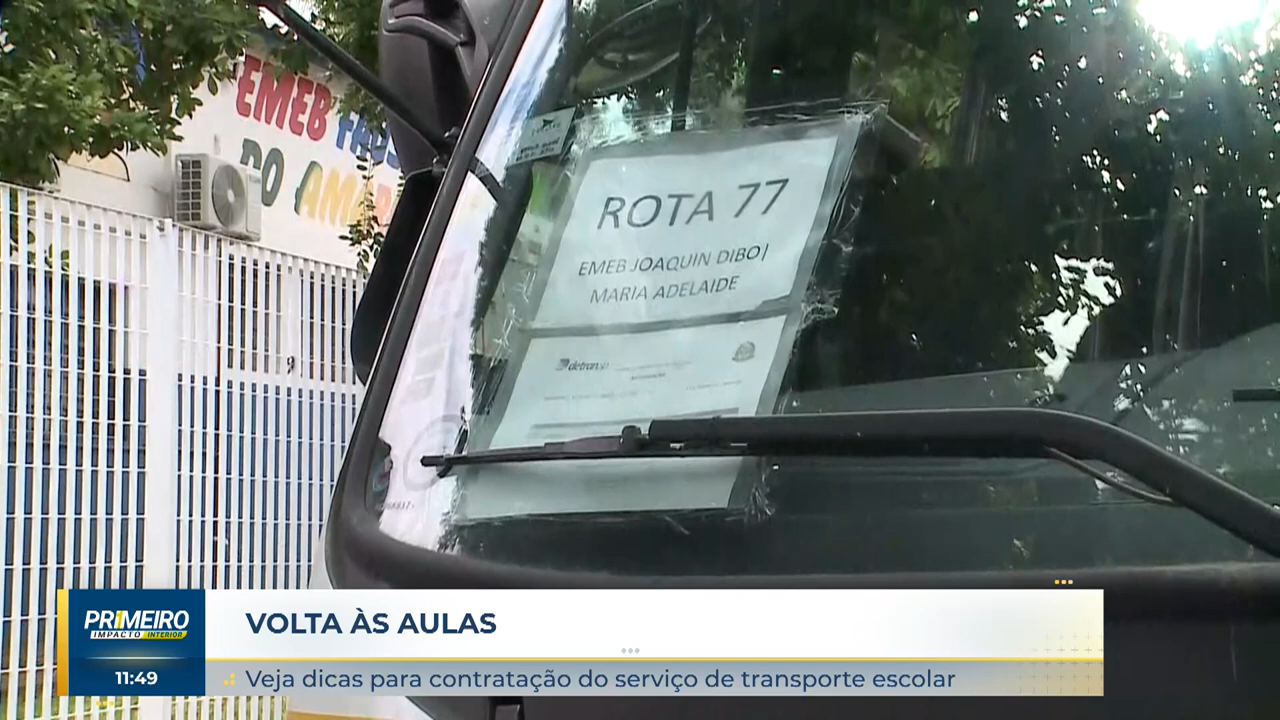 EMEB
DO AMA
ROTA 77
EMEB JOAQUIN DIBO/
MARIA ADELAIDE
detran.sp
VOLTA ÀS AULAS
PRIMEIRO
IMPACTO INTERIOR
11:49
Veja dicas para contratação do serviço de transporte escolar